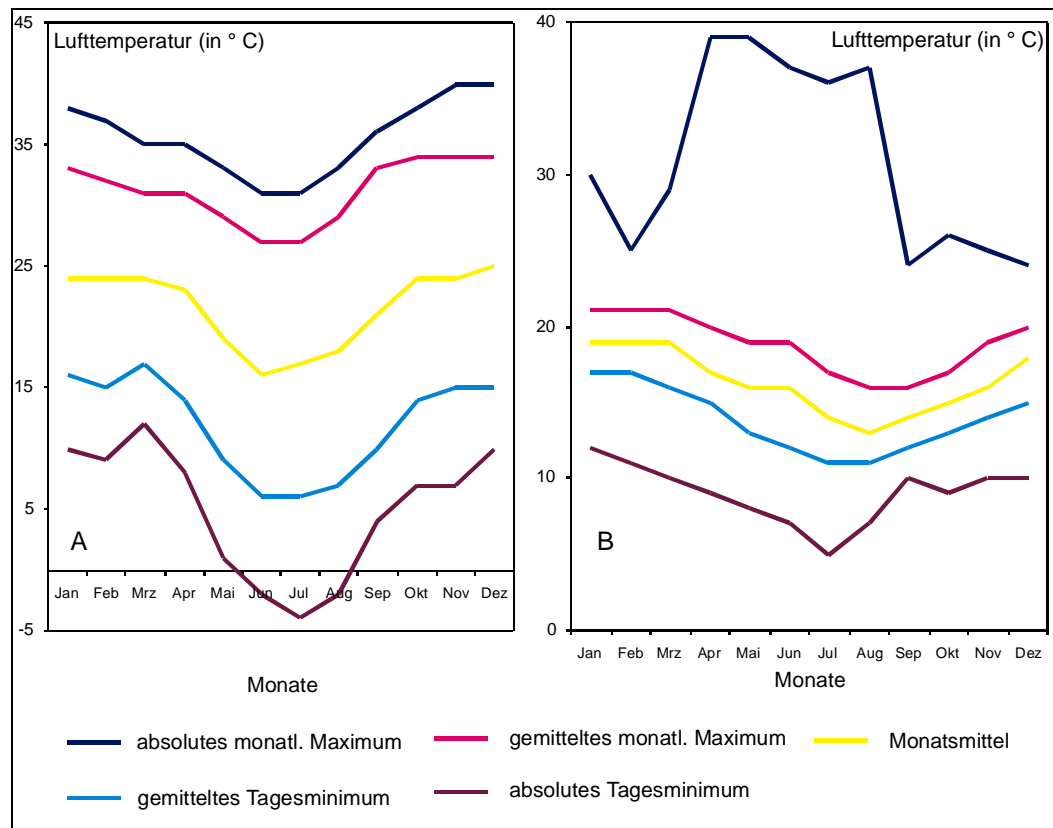 Lufttemperatur (in ° C)
45
35
25
15
5
-5
A
Jan Feb Mrz Apr Mai Jun Jul Aug Sep Okt Nov Dez
Monate
Lufttemperatur (in ° C)
40
30
20
10
0
B
Jan Feb Mrz Apr Mai Jun Jul Aug Sep Okt Nov Dez
Monate
absolutes monatl. Maximum
gemitteltes monatl. Maximum
Monatsmittel
gemitteltes Tagesminimum
absolutes Tagesminimum